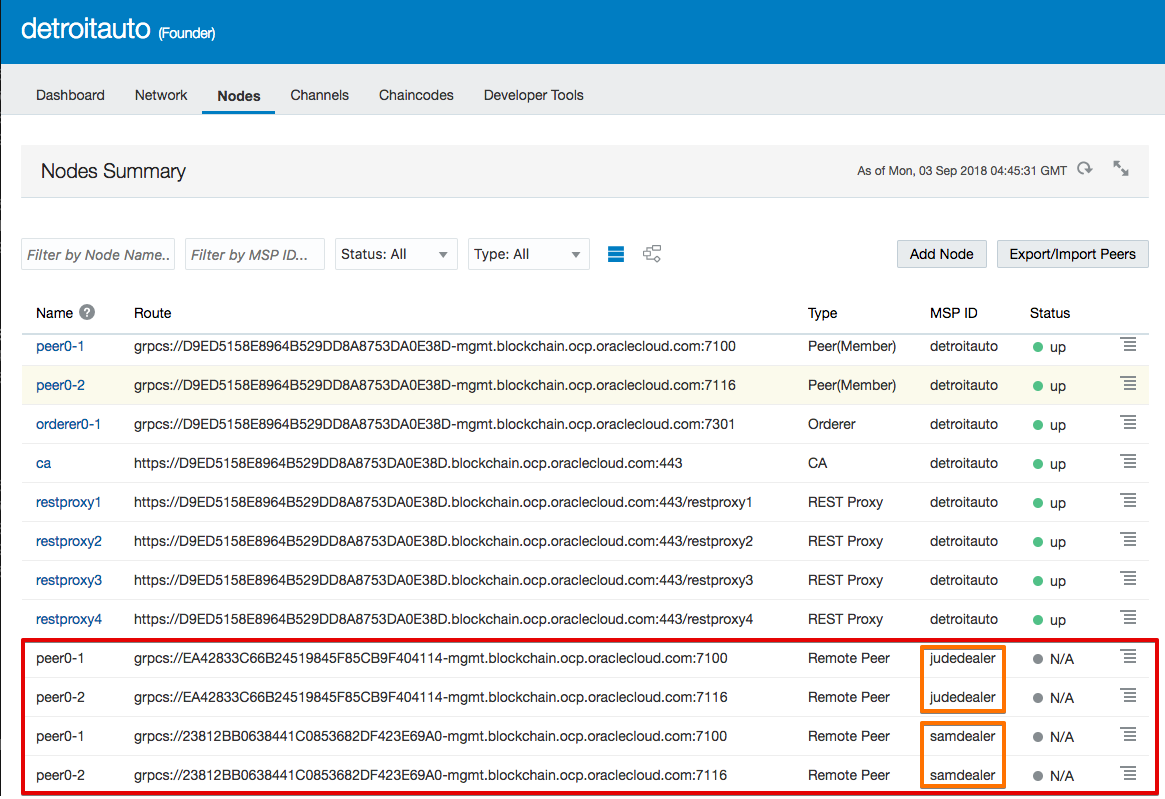 detroitauto (Founder)
Dashboard Network Nodes Channels Chaincodes Developer Tools
Nodes Summary As of Mon, 03 Sep 2018 04:45:31 GMT
Filter by Node Name.. Filter by MSP ID... Status: All Type: All Add Node Export/Import Peers
Name ? Route Type MSP ID Status
peer0-1 grpcs://D9ED5158E8964B529DD8A8753DA0E38D-mgmt.blockchain.ocp.oraclecloud.com:7100 Peer(Member) detroitauto up
peer0-2 grpcs://D9ED5158E8964B529DD8A8753DA0E38D-mgmt.blockchain.ocp.oraclecloud.com:7116 Peer(Member) detroitauto up
orderer0-1 grpcs://D9ED5158E8964B529DD8A8753DA0E38D-mgmt.blockchain.ocp.oraclecloud.com:7301 Orderer detroitauto up
ca https://D9ED5158E8964B529DD8A8753DA0E38D.blockchain.ocp.oraclecloud.com:443 CA detroitauto up
restproxy1 https://D9ED5158E8964B529DD8A8753DA0E38D.blockchain.ocp.oraclecloud.com:443/restproxy1 REST Proxy detroitauto up
restproxy2 https://D9ED5158E8964B529DD8A8753DA0E38D.blockchain.ocp.oraclecloud.com:443/restproxy2 REST Proxy detroitauto up
restproxy3 https://D9ED5158E8964B529DD8A8753DA0E38D.blockchain.ocp.oraclecloud.com:443/restproxy3 REST Proxy detroitauto up
restproxy4 https://D9ED5158E8964B529DD8A8753DA0E38D.blockchain.ocp.oraclecloud.com:443/restproxy4 REST Proxy detroitauto up
peer0-1 grpcs://EA42833C66B24519845F85CB9F404114-mgmt.blockchain.ocp.oraclecloud.com:7100 Remote Peer judedealer N/A
peer0-2 grpcs://EA42833C66B24519845F85CB9F404114-mgmt.blockchain.ocp.oraclecloud.com:7116 Remote Peer judedealer N/A
peer0-1 grpcs://23812BB0638441C0853682DF423E69A0-mgmt.blockchain.ocp.oraclecloud.com:7100 Remote Peer samdealer N/A
peer0-2 grpcs://23812BB0638441C0853682DF423E69A0-mgmt.blockchain.ocp.oraclecloud.com:7116 Remote Peer samdealer N/A